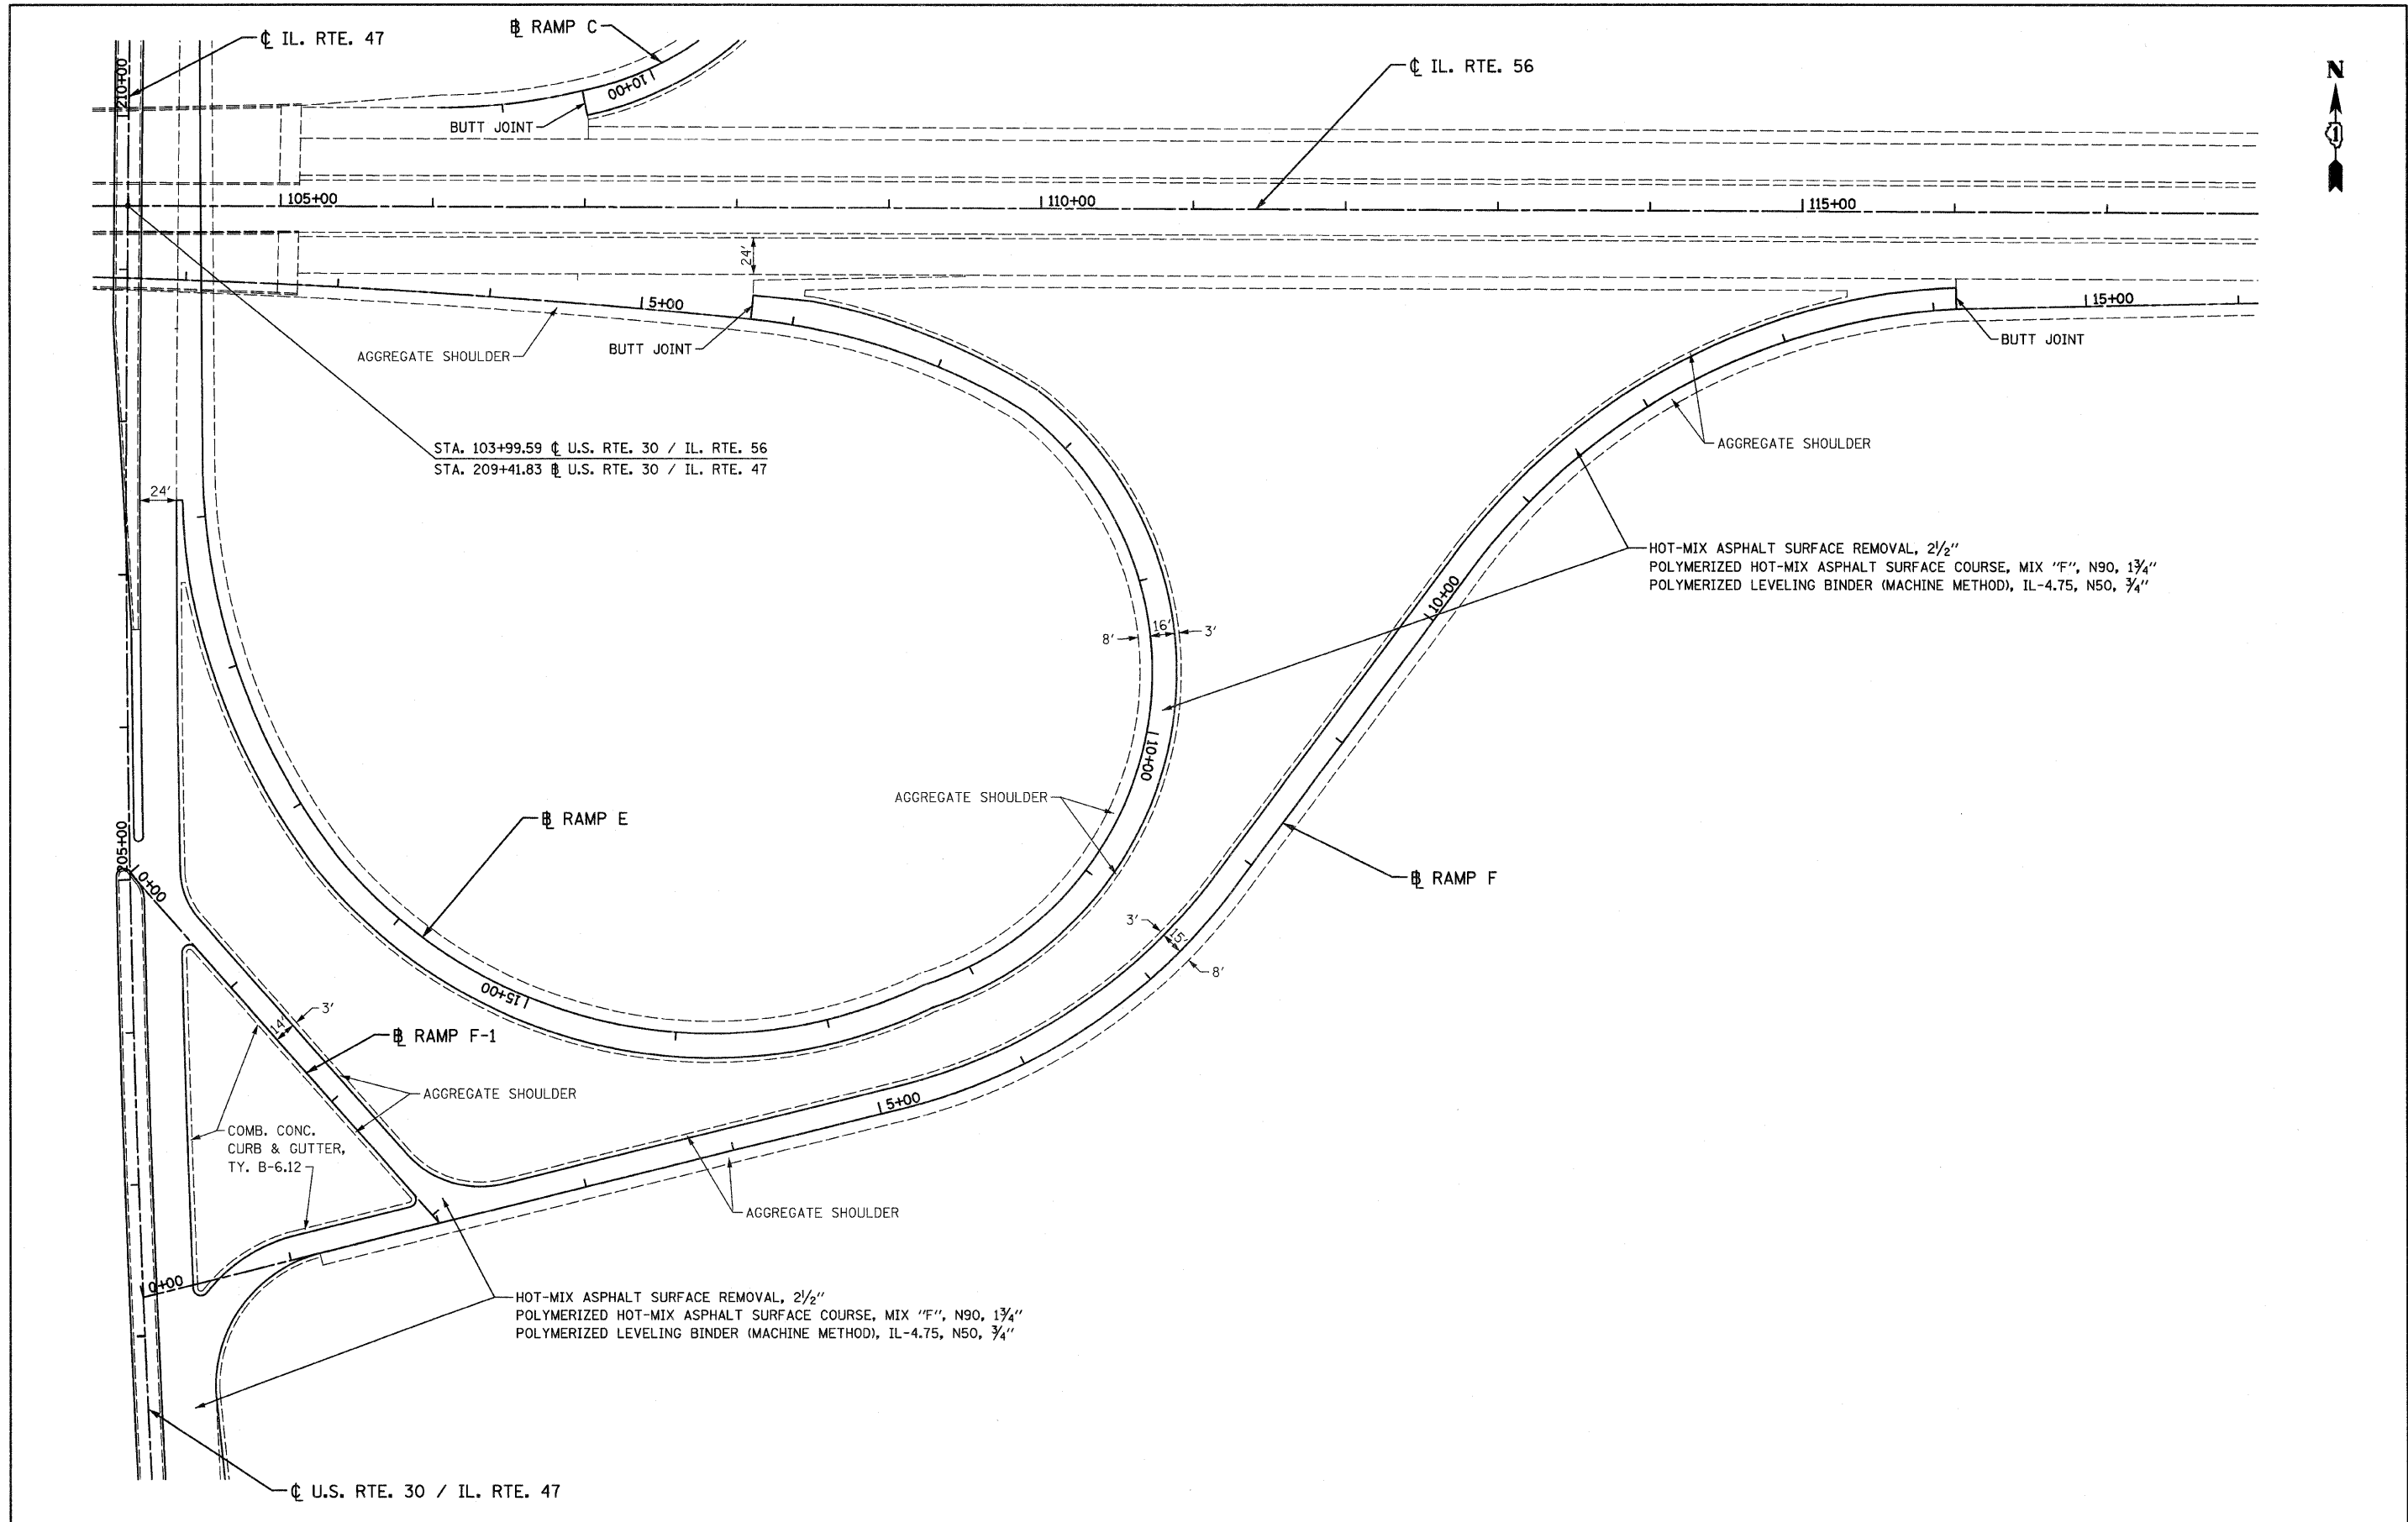 ℄ IL. RTE. 47
210+00
℄ RAMP C
10+00
BUTT JOINT
℄ IL. RTE. 56
N
1
105+00
110+00
115+00
24'
5+00
15+00
AGGREGATE SHOULDER
BUTT JOINT
BUTT JOINT
STA. 103+99.59 ℄ U.S. RTE. 30 / IL. RTE. 56
STA. 209+41.83 ⅊ U.S. RTE. 30 / IL. RTE. 47
AGGREGATE SHOULDER
24'
HOT-MIX ASPHALT SURFACE REMOVAL, 2½"
POLYMERIZED HOT-MIX ASPHALT SURFACE COURSE, MIX "F", N90, 1¾"
POLYMERIZED LEVELING BINDER (MACHINE METHOD), IL-4.75, N50, ¾"
10+00
8'
16'
3'
10+00
AGGREGATE SHOULDER
205+00
0+00
⅊ RAMP E
⅊ RAMP F
3'
15'
8'
15+00
14'
3'
⅊ RAMP F-1
AGGREGATE SHOULDER
5+00
COMB. CONC.
CURB & GUTTER,
TY. B-6.12
AGGREGATE SHOULDER
0+00
HOT-MIX ASPHALT SURFACE REMOVAL, 2½"
POLYMERIZED HOT-MIX ASPHALT SURFACE COURSE, MIX "F", N90, 1¾"
POLYMERIZED LEVELING BINDER (MACHINE METHOD), IL-4.75, N50, ¾"
℄ U.S. RTE. 30 / IL. RTE. 47